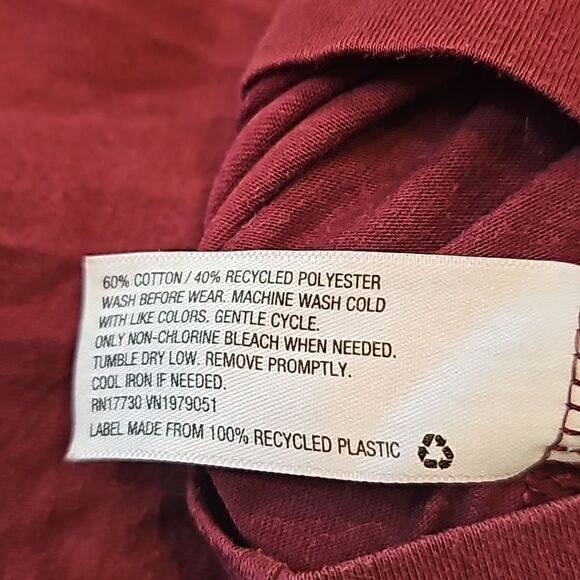 60% COTTON / 40% RECYCLED POLYESTER
WASH BEFORE WEAR. MACHINE WASH COLD
WITH LIKE COLORS. GENTLE CYCLE.
ONLY NON-CHLORINE BLEACH WHEN NEEDED.
TUMBLE DRY LOW. REMOVE PROMPTLY.
COOL IRON IF NEEDED.
RN17730 VN1979051
LABEL MADE FROM 100% RECYCLED PLASTIC